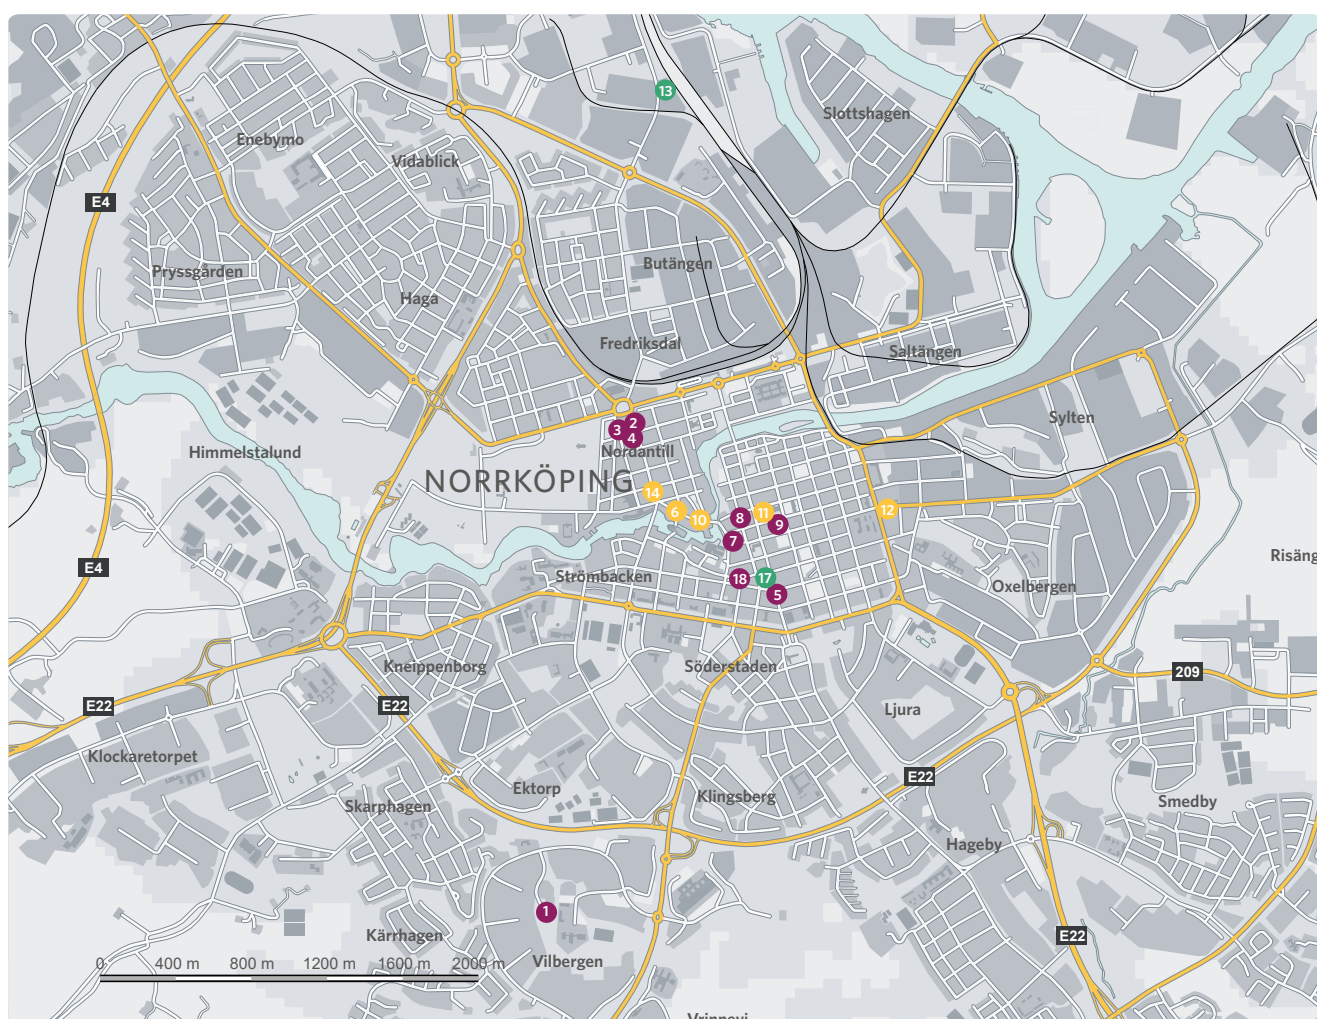 13
Slottshagen
Enebymo
Vidablick
E4
Pryssgården
Butängen
Haga
Fredriksdal
Saltängen
Sylten
2
3
4
Nordantill
Himmelstalund
NORRKÖPING
14
6
10
8
11
9
12
7
E4
Strömbacken
18
17
5
Oxelbergen
Risäng
Kneippenborg
Söderstaden
209
E22
E22
Ljura
Klockaretorpet
E22
Ektorp
Klingsberg
Skarphagen
Smedby
Hageby
1
Kärrhagen
E22
Vilbergen
0 400 m 800 m 1200 m 1600 m 2000 m
Vrinnevi